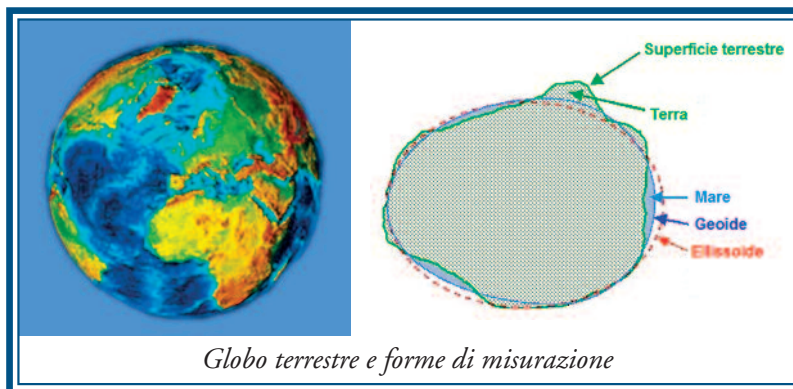 Superficie terrestre
Terra
Mare
Geoide
Ellissoide
Globo terrestre e forme di misurazione